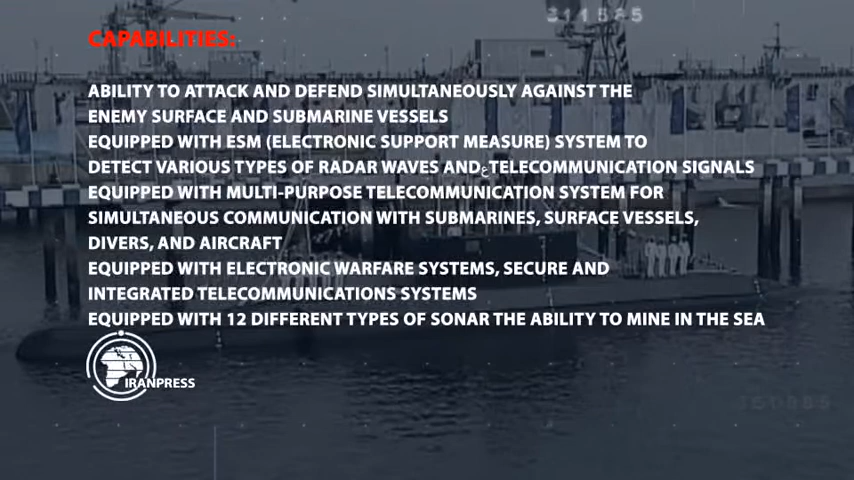 311585
CAPABILITIES:
ABILITY TO ATTACK AND DEFEND SIMULTANEOUSLY AGAINST THE
ENEMY SURFACE AND SUBMARINE VESSELS
EQUIPPED WITH ESM (ELECTRONIC SUPPORT MEASURE) SYSTEM TO
DETECT VARIOUS TYPES OF RADAR WAVES ANDع TELECOMMUNICATION SIGNALS
EQUIPPED WITH MULTI-PURPOSE TELECOMMUNICATION SYSTEM FOR
SIMULTANEOUS COMMUNICATION WITH SUBMARINES, SURFACE VESSELS,
DIVERS, AND AIRCRAFT
EQUIPPED WITH ELECTRONIC WARFARE SYSTEMS, SECURE AND
INTEGRATED TELECOMMUNICATIONS SYSTEMS
EQUIPPED WITH 12 DIFFERENT TYPES OF SONAR THE ABILITY TO MINE IN THE SEA
IRANPRESS